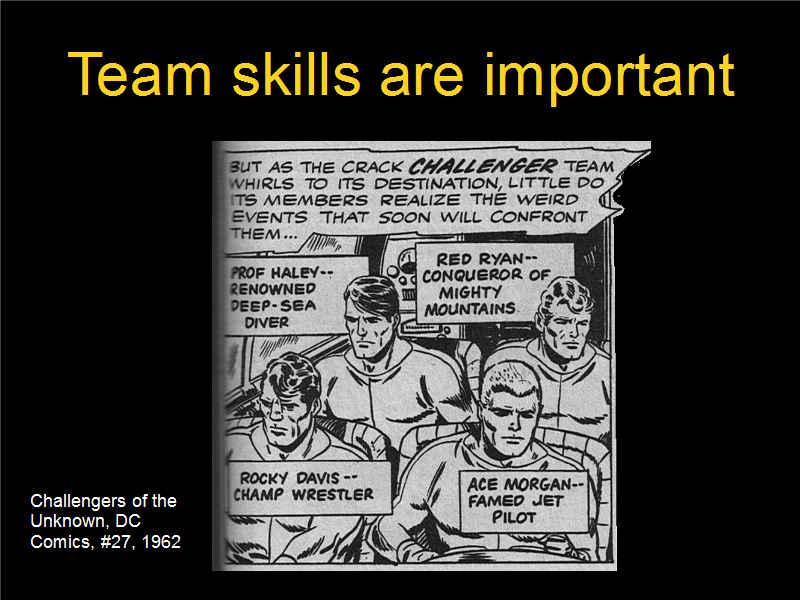 Team skills are important
BUT AS THE CRACK CHALLENGER TEAM
WHIRLS TO ITS DESTINATION, LITTLE DO
ITS MEMBERS REALIZE THE WEIRD
EVENTS THAT SOON WILL CONFRONT
THEM...
PROF HALEY--
RENOWNED
DEEP-SEA
DIVER
RED RYAN--
CONQUEROR OF
MIGHTY
MOUNTAINS
ROCKY DAVIS--
CHAMP WRESTLER
ACE MORGAN--
FAMED JET
PILOT
Challengers of the
Unknown, DC
Comics, #27, 1962